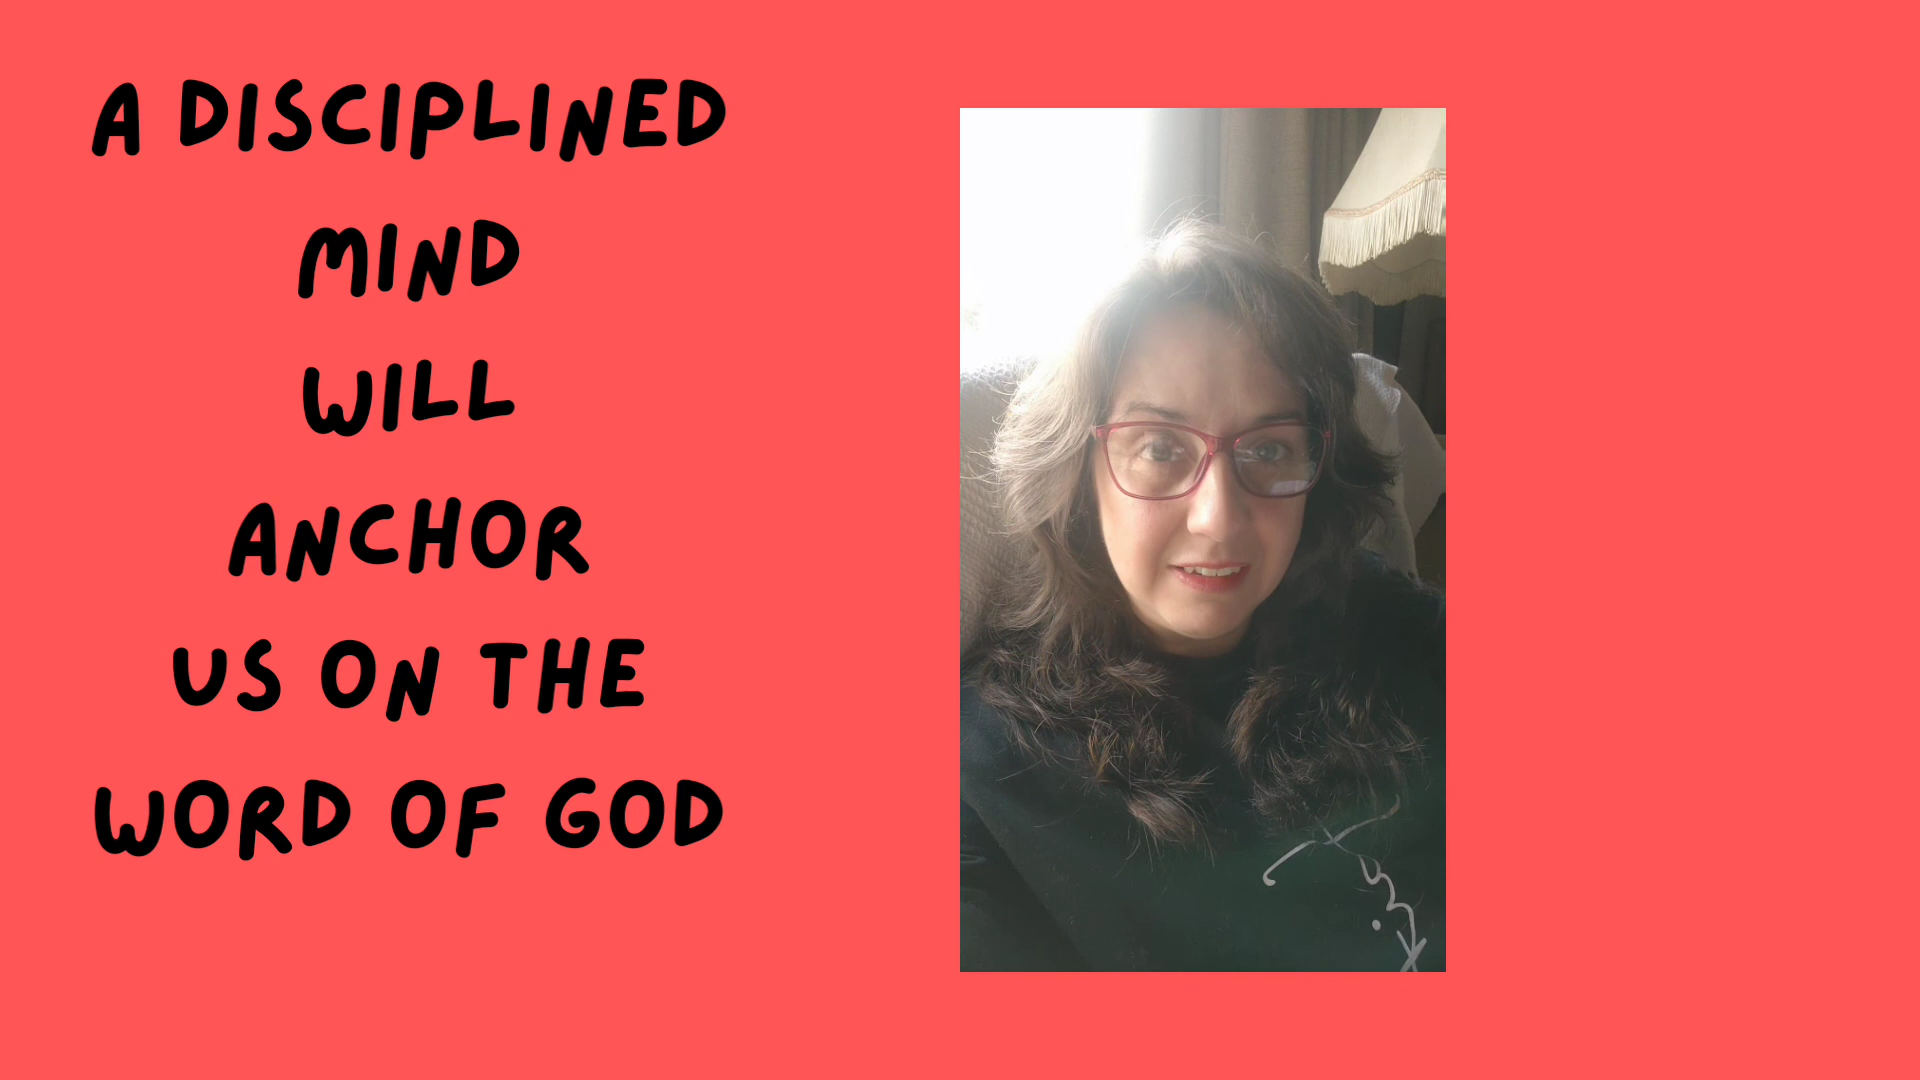 A DISCIPLINED
MIND
WILL
ANCHOR
US ON THE
WORD OF GOD